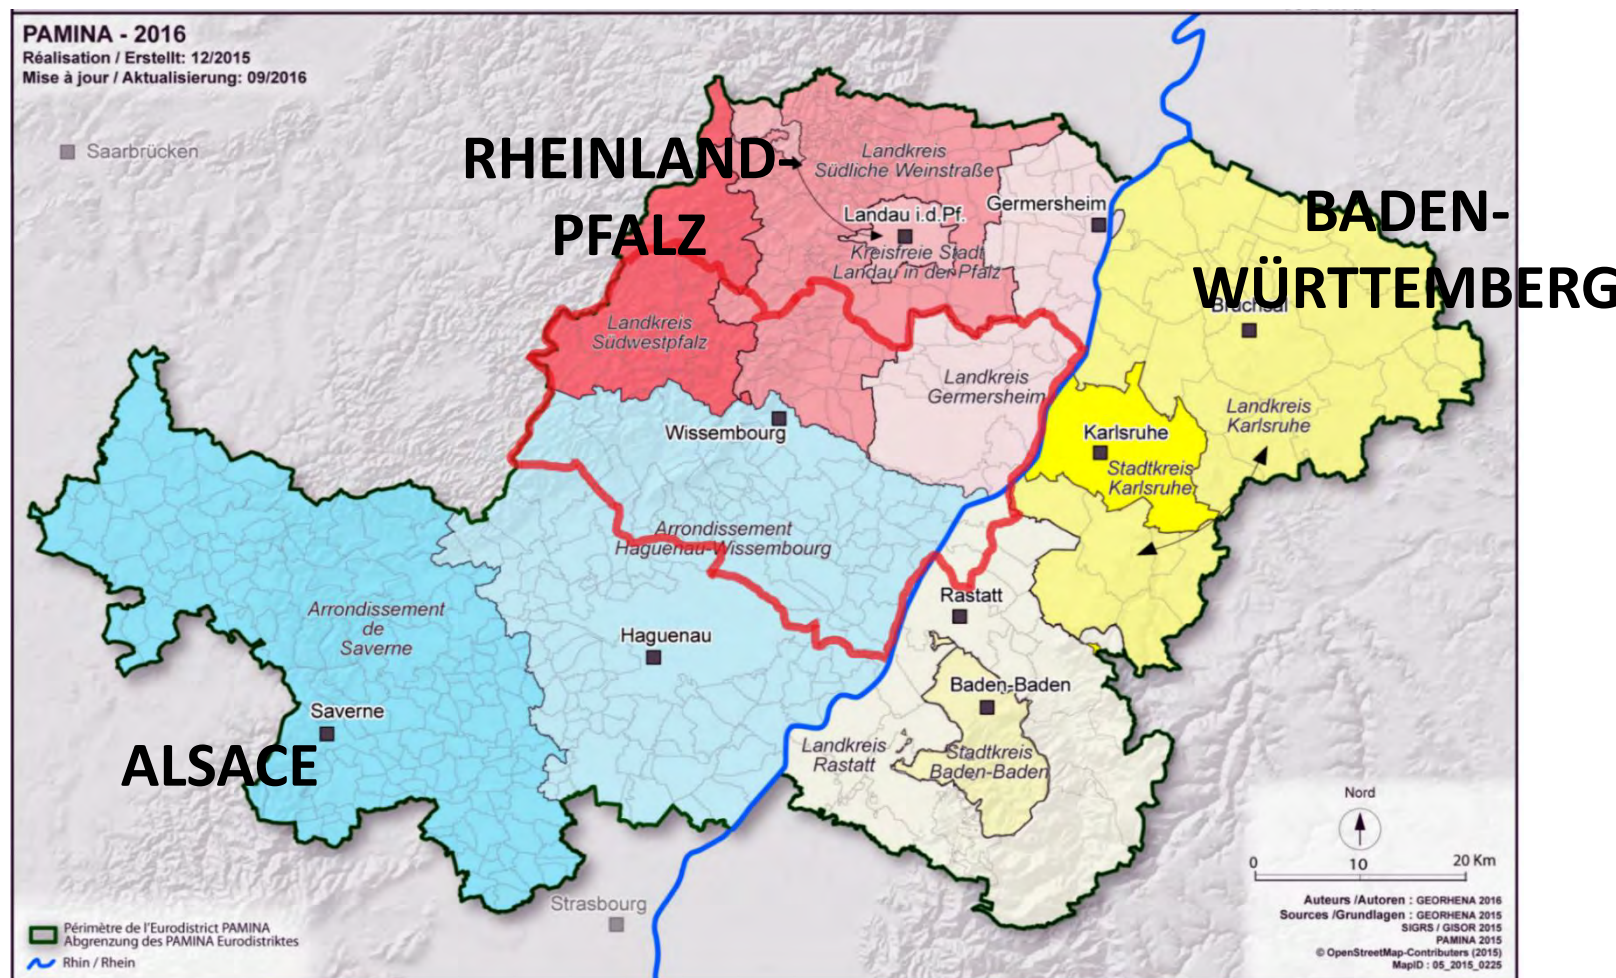 PAMINA - 2016
Réalisation / Erstellt: 12/2015
Mise à jour / Aktualisierung: 09/2016
Saarbrücken
RHEINLAND-
PFALZ
Landkreis
Südliche Weinstraße
Landau i.d.Pf.
Kreisfreie Stadt
Landau in der Pfalz
Germersheim
BADEN-
WÜRTTEMBERG
Bruchsal
Landkreis
Südwestpfalz
Landkreis
Germersheim
Wissembourg
Karlsruhe
Stadtkreis
Karlsruhe
Landkreis
Karlsruhe
Arrondissement
Haguenau-Wissembourg
Arrondissement
de
Saverne
Haguenau
Rastatt
Baden-Baden
Saverne
ALSACE
Landkreis
Rastatt
Stadtkreis
Baden-Baden
Strasbourg
Nord
0 10 20 Km
Périmètre de l'Eurodistrict PAMINA
Abgrenzung des PAMINA Eurodistriktes
Rhin / Rhein
Auteurs /Autoren : GEORHENA 2016
Sources /Grundlagen : GEORHENA 2015
SIGRS / GISOR 2015
PAMINA 2015
© OpenStreetMap-Contributers (2015)
MapID : 05_2015_0225